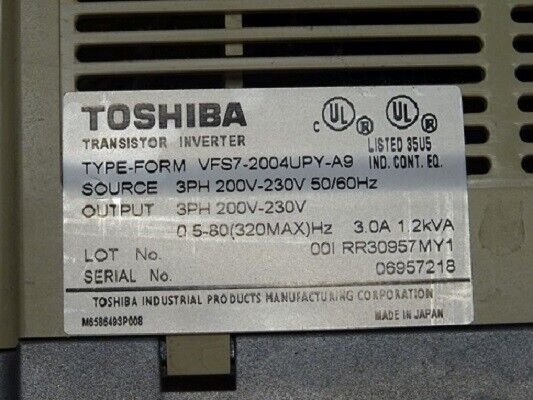 TOSHIBA
TRANSISTOR INVERTER
C UL ® UL ®
LISTED 35U5
TYPE-FORM VFS7-2004UPY-A9 IND. CONT. EQ.
SOURCE 3PH 200V-230V 50/60Hz
OUTPUT 3PH 200V-230V
0.5-80(320MAX)Hz 3.0A 1.2kVA
LOT No. 001 RR30957MY1
SERIAL No. 06957218
TOSHIBA INDUSTRIAL PRODUCTS MANUFACTURING CORPORATION
M6586493P008 MADE IN JAPAN